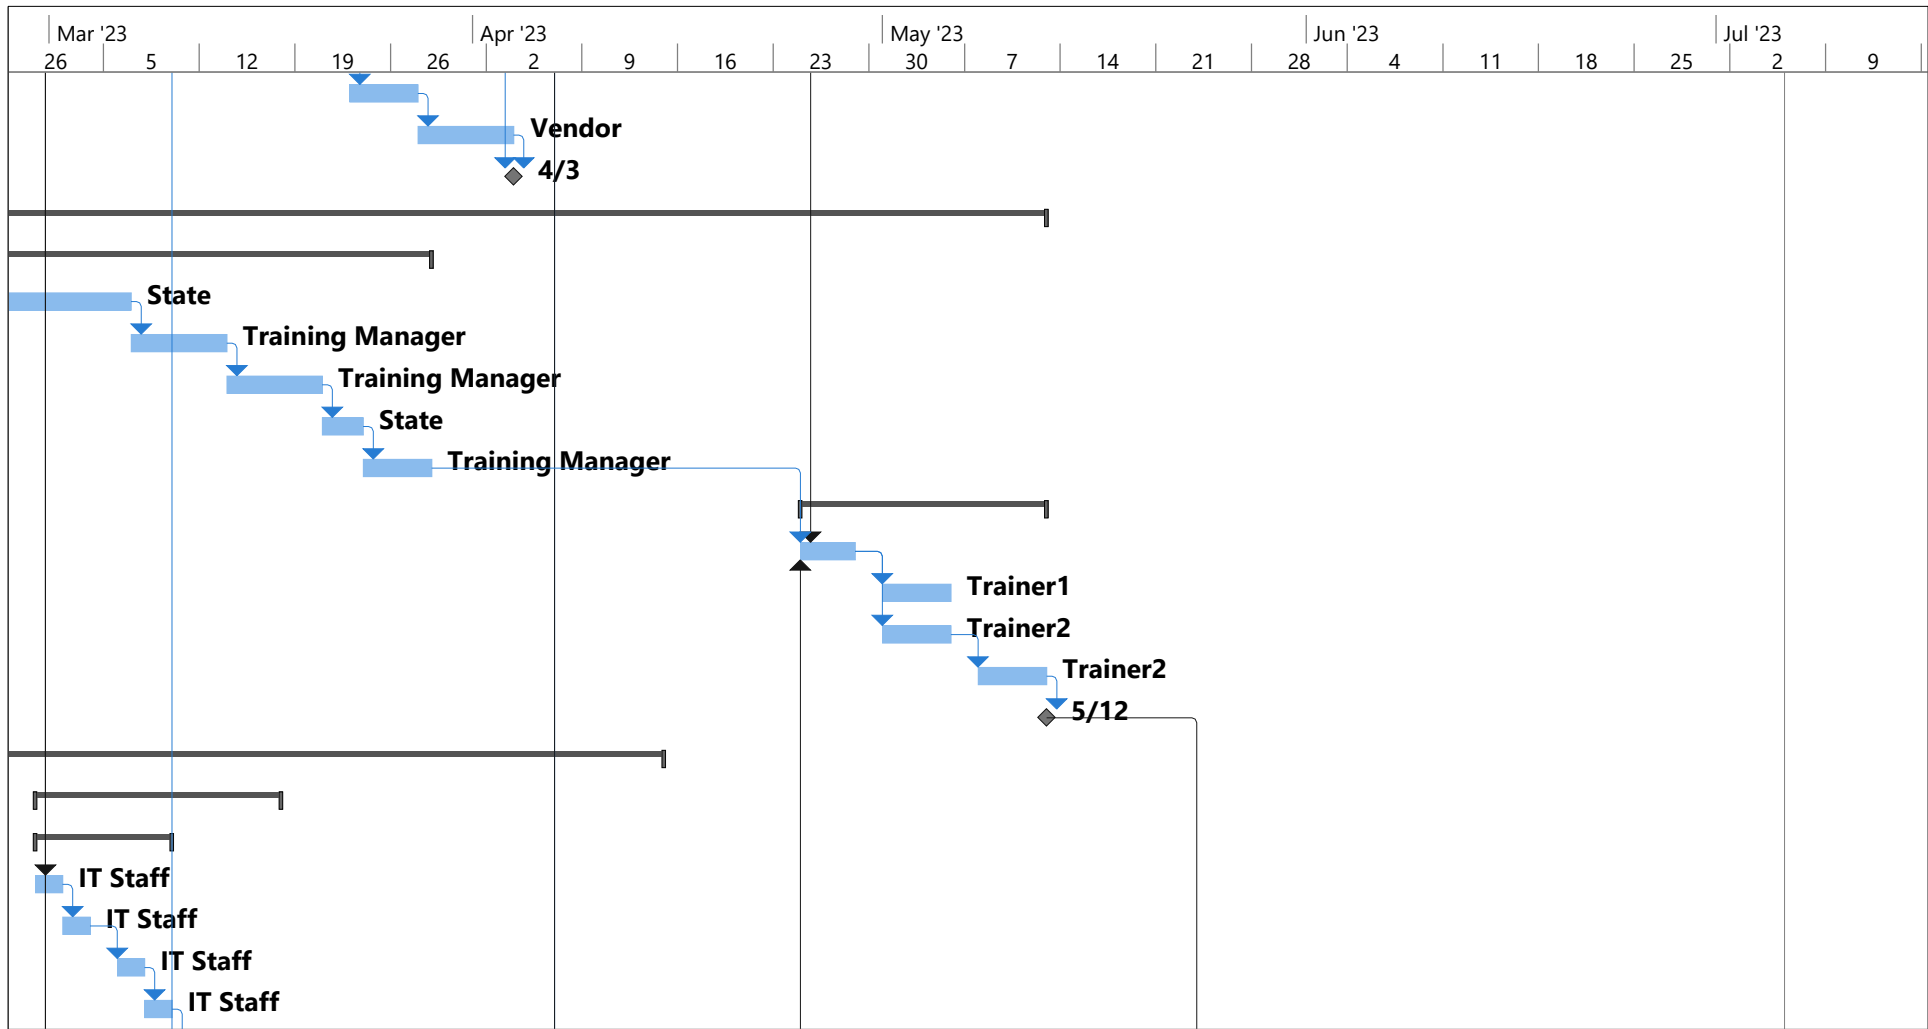 Mar '23 Apr '23 May '23 Jun '23 Jul '23
26 5 12 19 26 2 9 16 23 30 7 14 21 28 4 11 18 25 2 9
Vendor
4/3
State
Training Manager
Training Manager
State
Training Manager
Trainer1
Trainer2
Trainer2
5/12
IT Staff
IT Staff
IT Staff
IT Staff